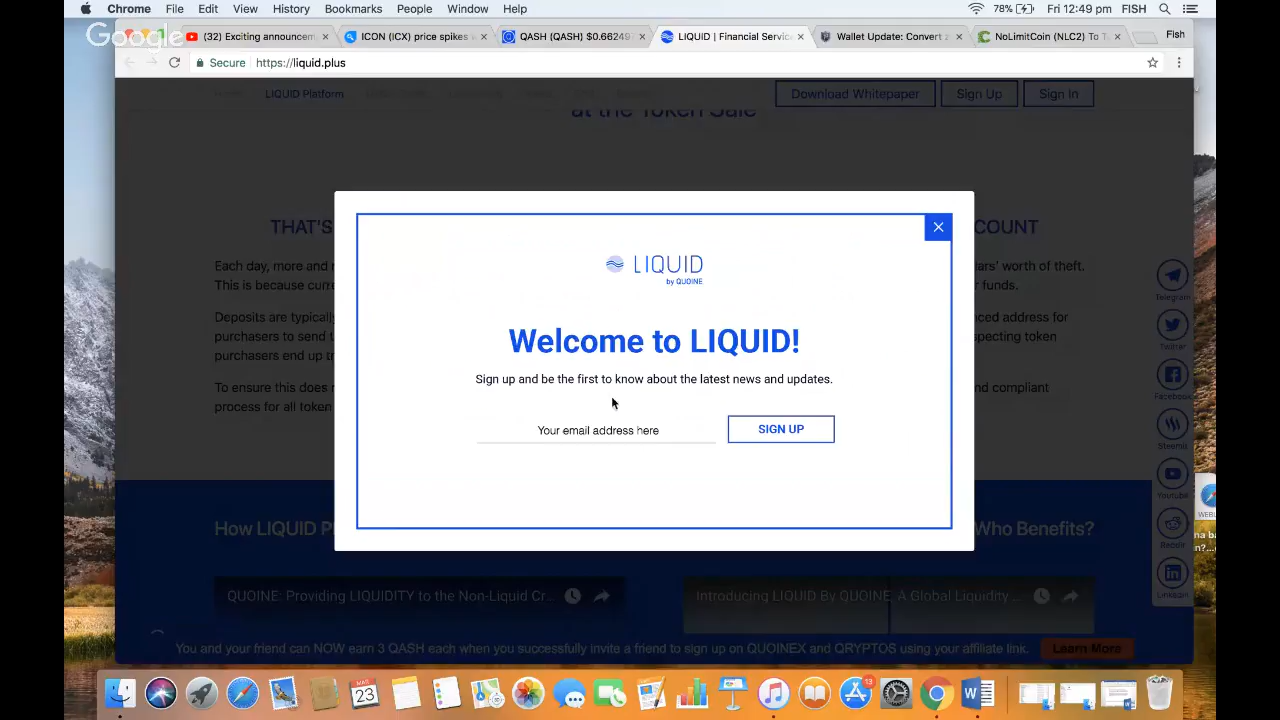 Chrome File Edit View History Bookmarks People Window Help 78% Fri 12:49 pm FISH
Google
(32) Exciting announcem ICON (ICX) price spikes QASH (QASH) $0.66249 LIQUID | Financial Service Wallet Update: Convert NoLimitCoin (NLC2) To T Fish
Secure https://liquid.plus
LIQUID Platform Download Whitepaper Sign Up Sign In
at the Token Sale
THAT'S COUNT
Each day, more and ars' worth of theft.
This is because curre r funds.
Deposits are typically nced address for
purchasers to send t specting token
purchasers end up tr
To ensure this does and compliant
process for all token
LIQUID
by QUOINE
Welcome to LIQUID!
Sign up and be the first to know about the latest news and updates.
Your email address here SIGN UP
Telegram
Twitter
Facebook
Steemit
Youtube
Reddit
LinkedIn
How LIQUID Pl Who Benefits?
QUOINE: Providing LIQUIDITY to the Non-Liquid Cr... Introducing LIQUID By QUOINE, A Global Liquidity ...
You and your friend can NOW earn 3 QASH each when you successfully invite a friend to sign up on QUOINEX and QRYPTOS using your affiliate link. Learn More
MAR
23